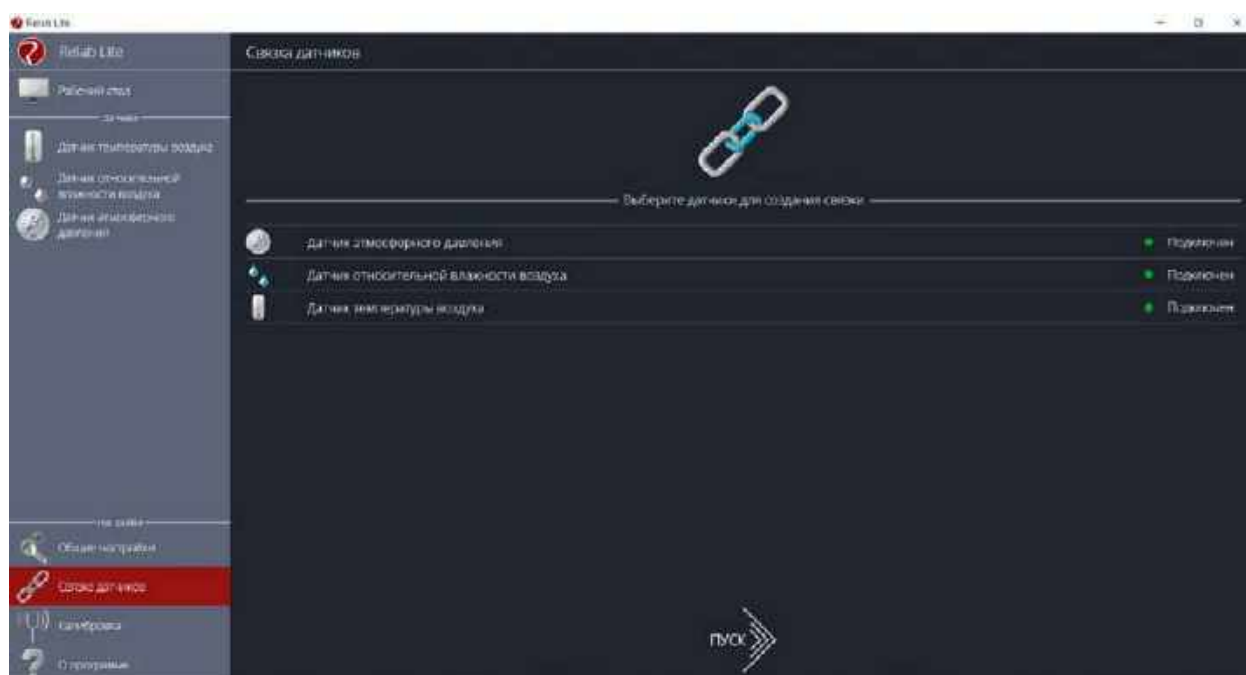 Relab Lite
Relab Lite
Связка датчиков
Рабочий стол
Датчики
Датчик температуры воздуха
Датчик относительной
влажности воздуха
Датчик атмосферного
давления
Выберите датчики для создания связки
Датчик атмосферного давления
Подключен
Датчик относительной влажности воздуха
Подключен
Датчик температуры воздуха
Подключен
Настройки
Общие настройки
Связка датчиков
Калибровка
О программе
ПУСК